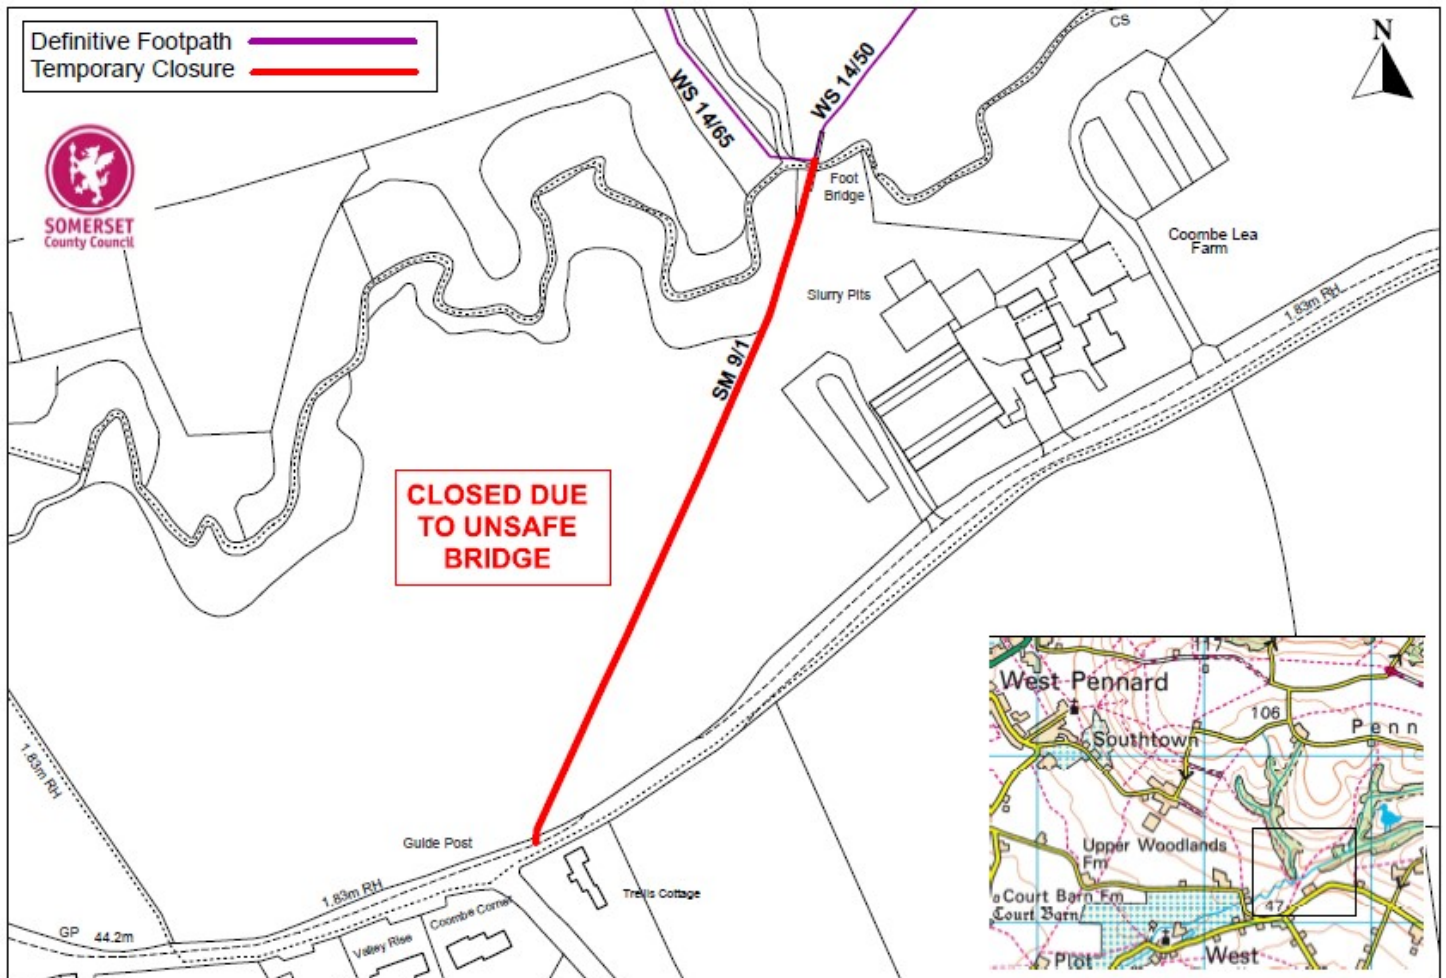 Definitive Footpath
Temporary Closure
SOMERSET
County Council
N
CS
WS 14/65
WS 14/50
Foot
Bridge
Coombe Lea
Farm
Slurry Pits
1.83m RH
SM 9/1
CLOSED DUE
TO UNSAFE
BRIDGE
1.83m RH
Guide Post
Trellis Cottage
1.83m RH
GP 44.2m
Valley Rise
Coombe Corner
West Pennard
106
Penn
Southtown
Upper Woodlands
Fm
Court Barn Fm
Court Barn
47
Plot
West